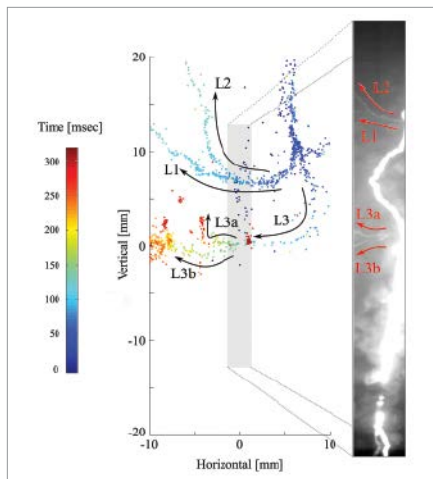 Time [msec]
300
250
200
150
100
50
0
Vertical [mm]
20
10
0
-10
-20
-10
0
10
Horizontal [mm]
L2
L1
L3a
L3
L3b
L2
L1
L3a
L3b